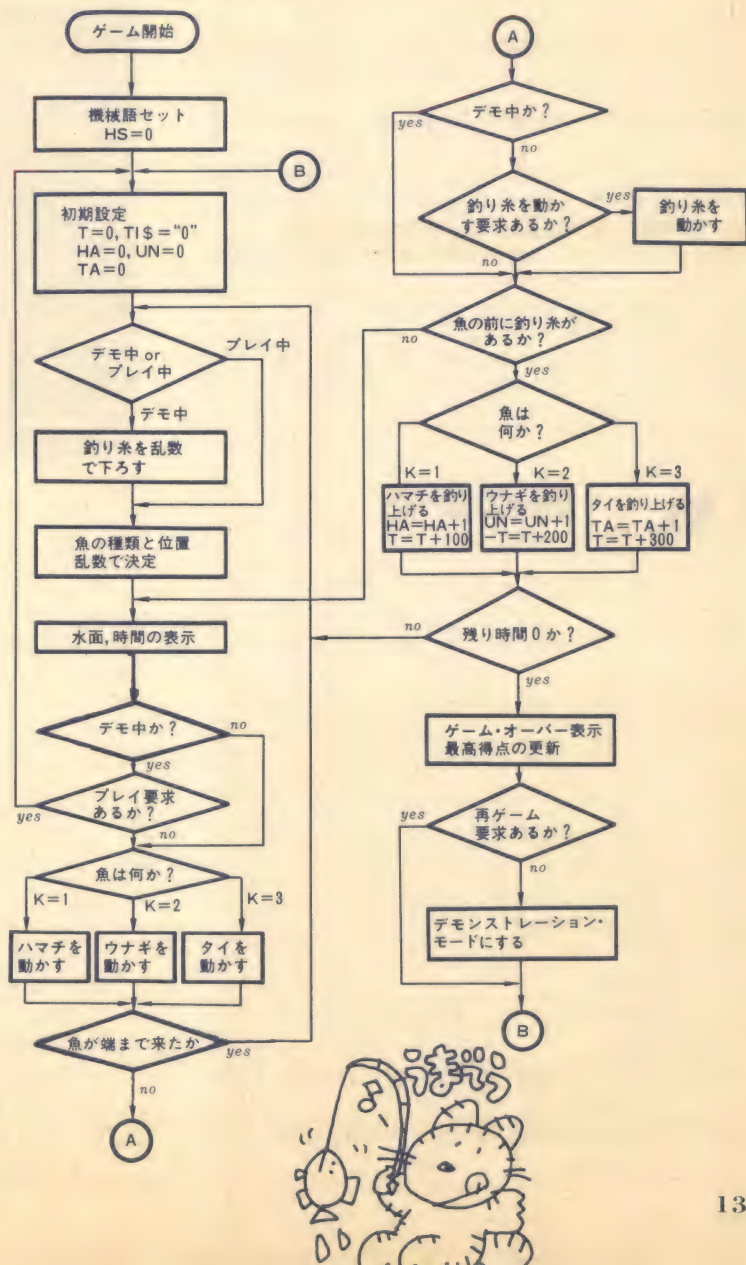 ゲーム開始
機械語セット
HS=0
B
初期設定
T=0, TI$="0"
HA=0, UN=0
TA=0
デモ中 or
プレイ中
プレイ中
デモ中
釣り糸を乱数
で下ろす
魚の種類と位置
乱数で決定
水面,時間の表示
デモ中か?
no
yes
プレイ要求
あるか?
yes
no
魚は何か?
K=1
K=2
K=3
ハマチを
動かす
ウナギを
動かす
タイを
動かす
魚が端まで来たか
yes
no
A
A
デモ中か?
yes
no
釣り糸を動か
す要求あるか?
yes
釣り糸を
動かす
no
魚の前に釣り糸が
あるか?
no
yes
魚は
何か?
K=1
K=2
K=3
ハマチを釣り
上げる
HA=HA+1
T=T+100
ウナギを釣り
上げる
UN=UN+1
-T=T+200
タイを釣り上げる
TA=TA+1
T=T+300
残り時間0か?
no
yes
ゲーム・オーバー表示
最高得点の更新
再ゲーム
要求あるか?
yes
no
デモンストレーション・
モードにする
B
13